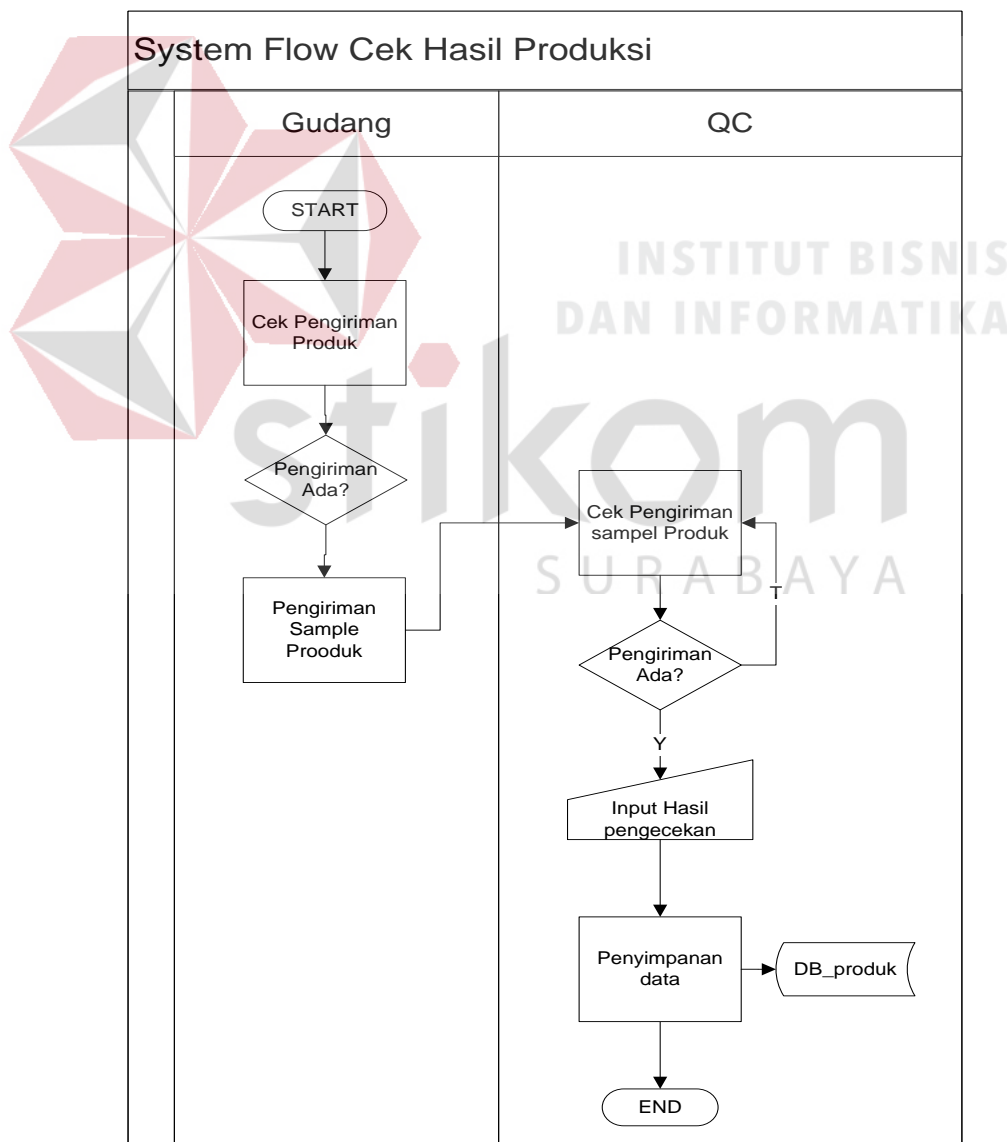 System Flow Cek Hasil Produksi
Gudang
QC
START
INSTITUT BISNIS
DAN INFORMATIKA
Cek Pengiriman
Produk
stikom
SURABAYA
Pengiriman
Ada?
Cek Pengiriman
sampel Produk
T
Pengiriman
Sample
Prooduk
Pengiriman
Ada?
Y
Input Hasil
pengecekan
Penyimpanan
data
DB_produk
END